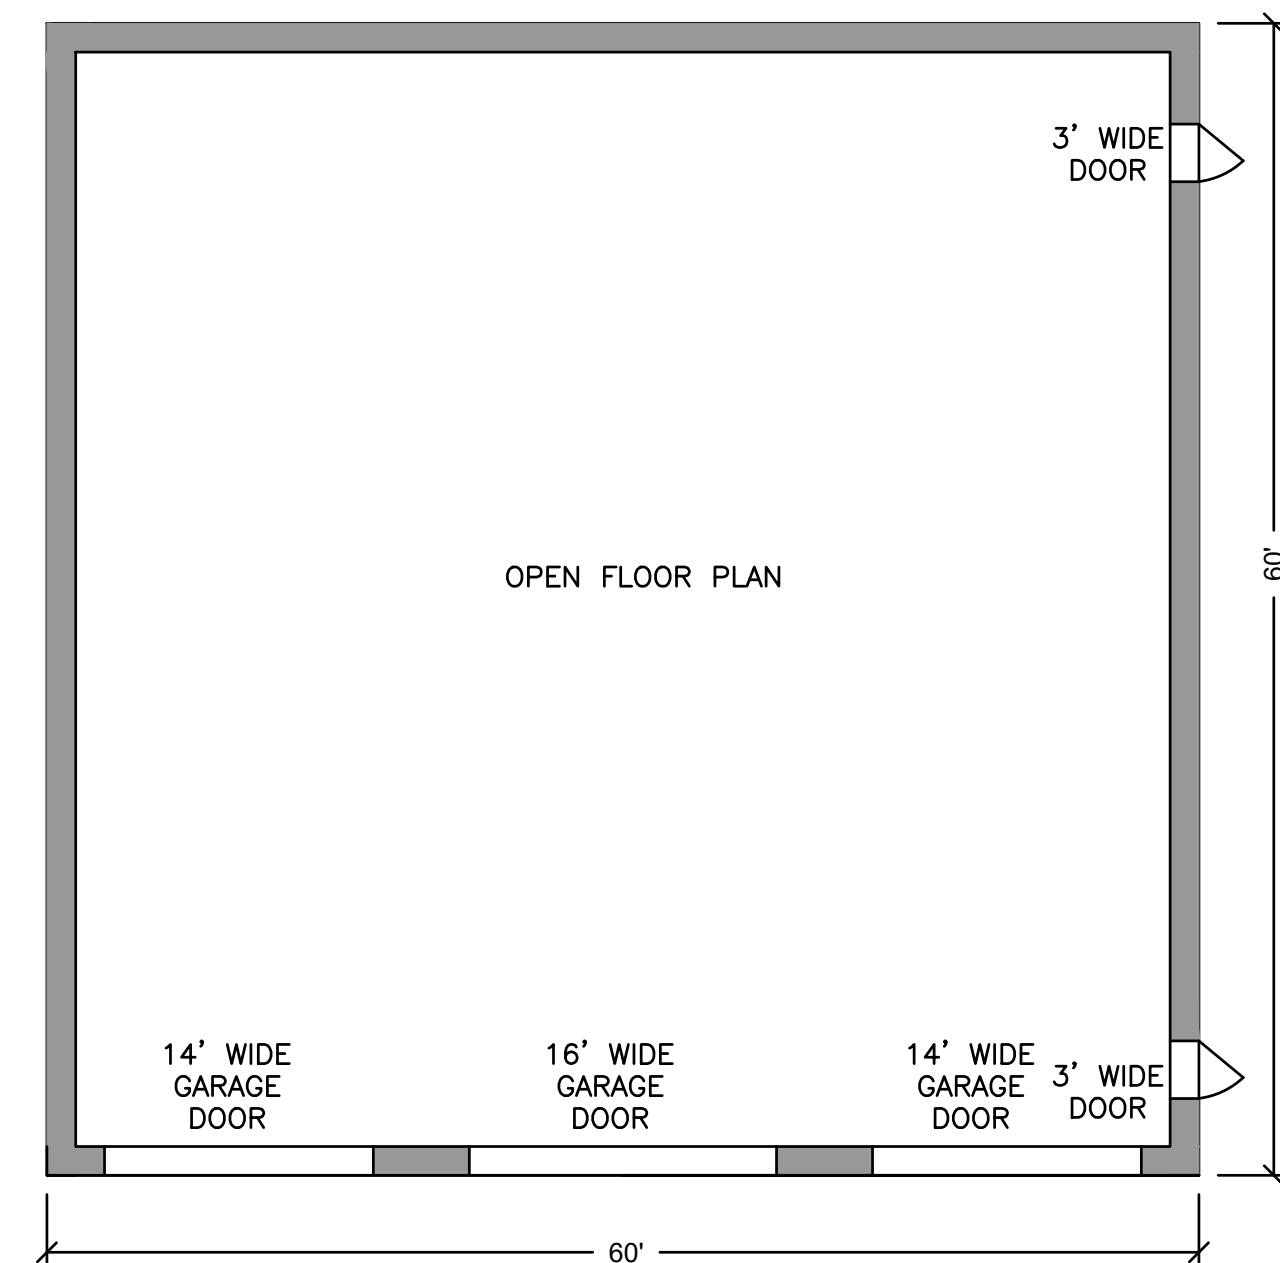 3' WIDE
DOOR
60'
OPEN FLOOR PLAN
14' WIDE
GARAGE
DOOR
16' WIDE
GARAGE
DOOR
14' WIDE
GARAGE
DOOR
3' WIDE
DOOR
60'